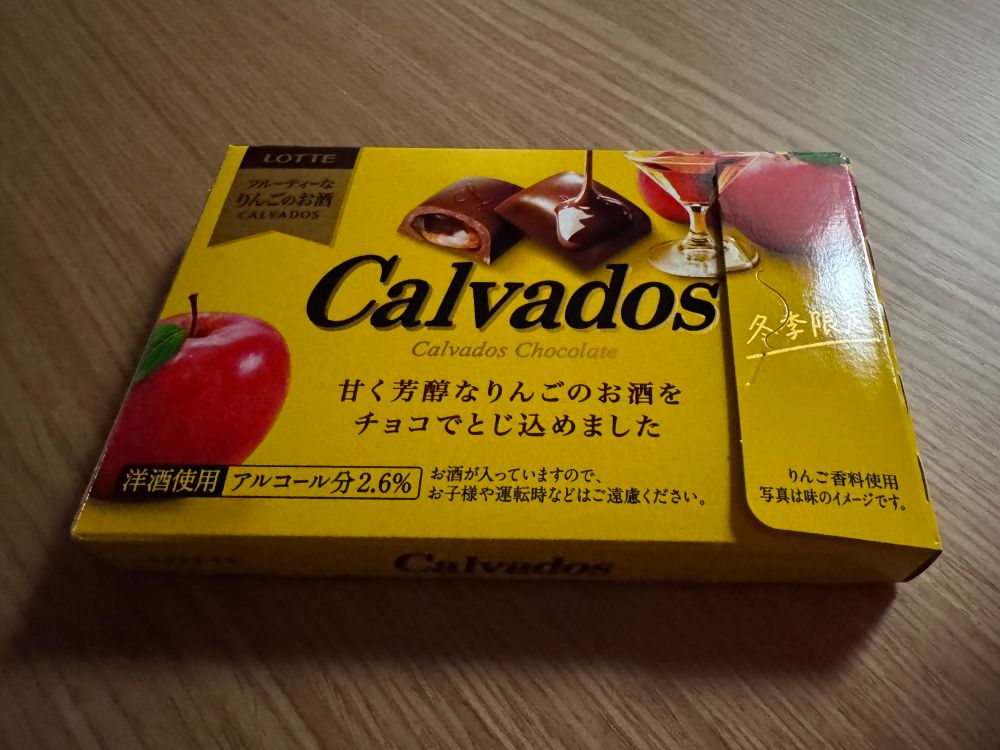 LOTTE
フルーティーな
りんごのお酒
CALVADOS
Calvados
Calvados Chocolate
甘く芳醇なりんごのお酒を
チョコでとじ込めました
洋酒使用 アルコール分2.6%
お酒が入っていますので、
お子様や運転時などはご遠慮ください。
冬季限定
りんご香料使用
写真は味のイメージです。
LOTTE
Calvados